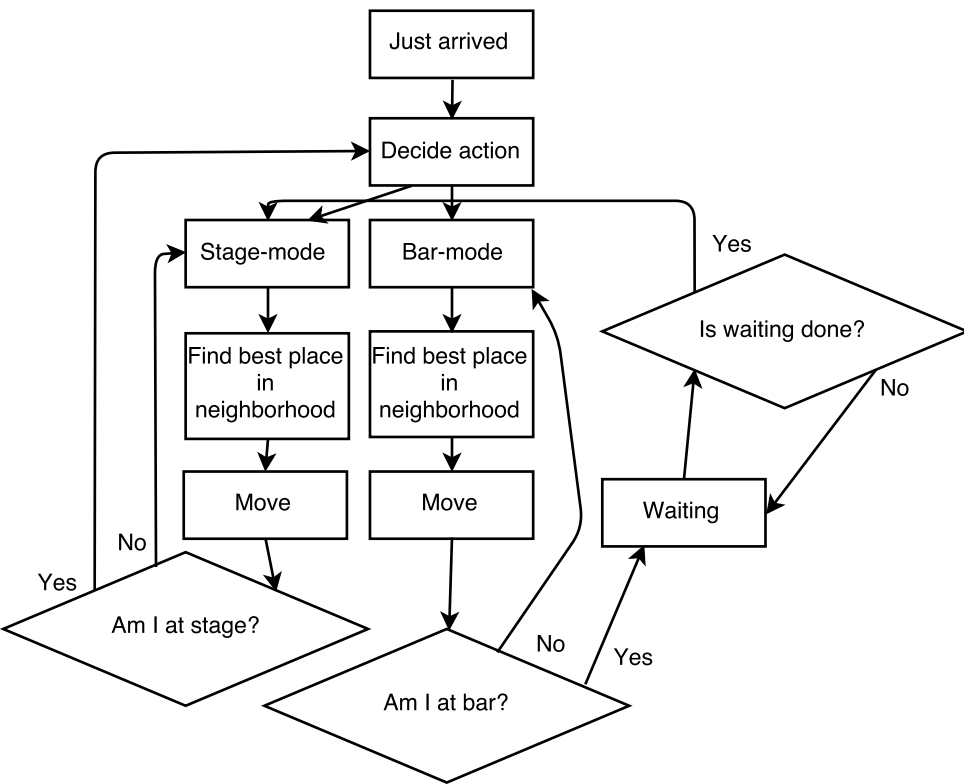 Just arrived
Decide action
Stage-mode
Bar-mode
Yes
Is waiting done?
Find best place
in
neighborhood
Find best place
in
neighborhood
No
Move
Move
Waiting
No
Yes
Am I at stage?
No
Yes
Am I at bar?